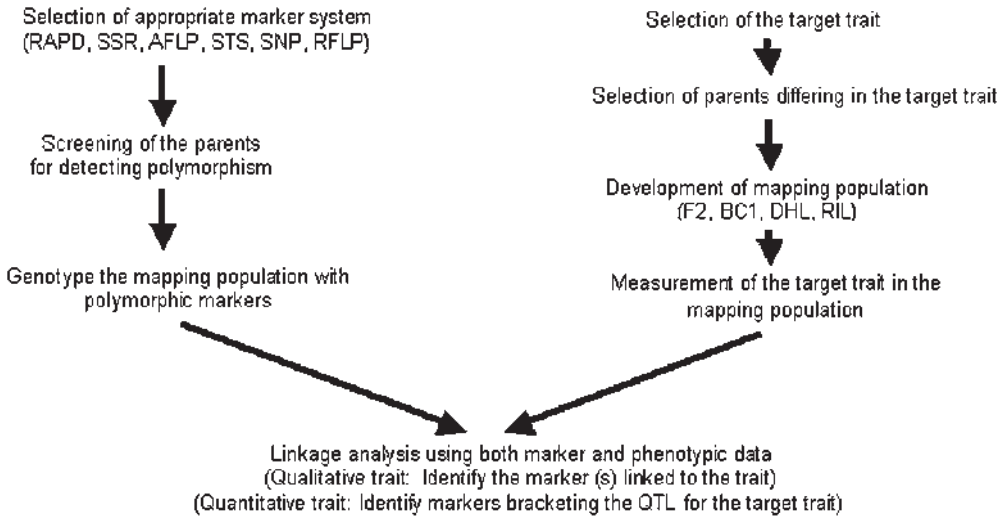 Selection of appropriate marker system
(RAPD, SSR, AFLP, STS, SNP, RFLP)
Screening of the parents
for detecting polymorphism
Genotype the mapping population with
polymorphic markers
Selection of the target trait
Selection of parents differing in the target trait
Development of mapping population
(F2, BC1, DHL, RIL)
Measurement of the target trait in the
mapping population
Linkage analysis using both marker and phenotypic data
(Qualitative trait: Identify the marker (s) linked to the trait)
(Quantitative trait: Identify markers bracketing the QTL for the target trait)